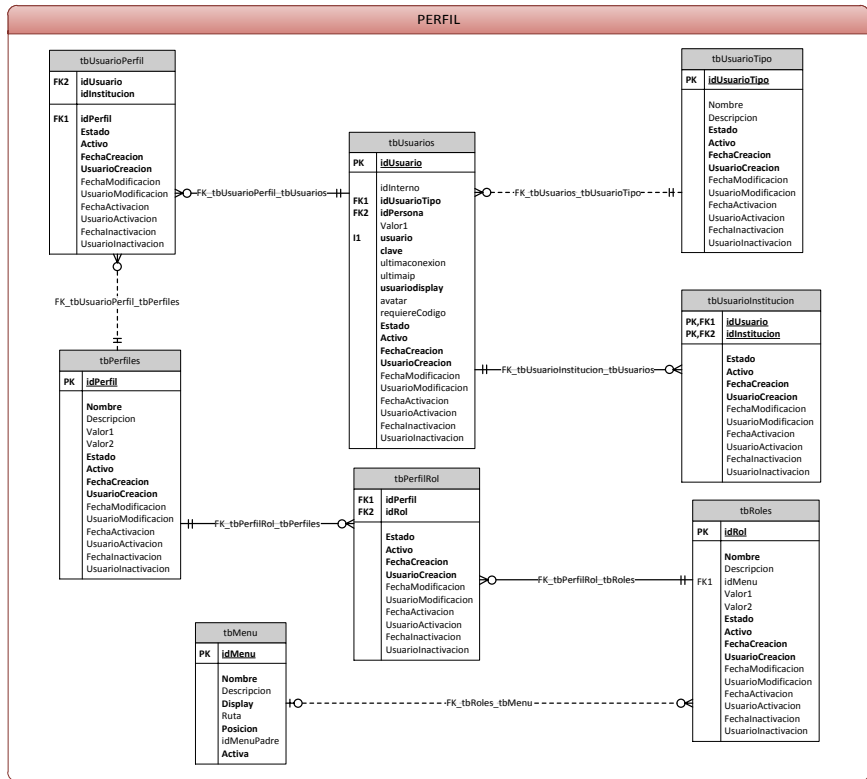 PERFIL
tbUsuarioPerfil
FK2 idUsuario
idInstitucion
FK1 idPerfil
Estado
Activo
FechaCreacion
UsuarioCreacion
FechaModificacion
UsuarioModificacion
FechaActivacion
UsuarioActivacion
FechaInactivacion
UsuarioInactivacion
FK_tbUsuarioPerfil_tbUsuarios
FK_tbUsuarioPerfil_tbPerfiles
tbUsuarios
PK idUsuario
idInterno
FK1 idUsuarioTipo
FK2 idPersona
Valor1
I1 usuario
clave
ultimaconexion
ultimaip
usuariodisplay
avatar
requiereCodigo
Estado
Activo
FechaCreacion
UsuarioCreacion
FechaModificacion
UsuarioModificacion
FechaActivacion
UsuarioActivacion
FechaInactivacion
UsuarioInactivacion
FK_tbUsuarios_tbUsuarioTipo
tbUsuarioTipo
PK idUsuarioTipo
Nombre
Descripcion
Estado
Activo
FechaCreacion
UsuarioCreacion
FechaModificacion
UsuarioModificacion
FechaActivacion
UsuarioActivacion
FechaInactivacion
UsuarioInactivacion
FK_tbUsuarioInstitucion_tbUsuarios
tbUsuarioInstitucion
PK,FK1 idUsuario
PK,FK2 idInstitucion
Estado
Activo
FechaCreacion
UsuarioCreacion
FechaModificacion
UsuarioModificacion
FechaActivacion
UsuarioActivacion
FechaInactivacion
UsuarioInactivacion
tbPerfiles
PK idPerfil
Nombre
Descripcion
Valor1
Valor2
Estado
Activo
FechaCreacion
UsuarioCreacion
FechaModificacion
UsuarioModificacion
FechaActivacion
UsuarioActivacion
FechaInactivacion
UsuarioInactivacion
FK_tbPerfilRol_tbPerfiles
tbPerfilRol
FK1 idPerfil
FK2 idRol
Estado
Activo
FechaCreacion
UsuarioCreacion
FechaModificacion
UsuarioModificacion
FechaActivacion
UsuarioActivacion
FechaInactivacion
UsuarioInactivacion
FK_tbPerfilRol_tbRoles
tbRoles
PK idRol
Nombre
Descripcion
FK1 idMenu
Valor1
Valor2
Estado
Activo
FechaCreacion
UsuarioCreacion
FechaModificacion
UsuarioModificacion
FechaActivacion
UsuarioActivacion
FechaInactivacion
UsuarioInactivacion
tbMenu
PK idMenu
Nombre
Descripcion
Display
Ruta
Posicion
idMenuPadre
Activa
FK_tbRoles_tbMenu